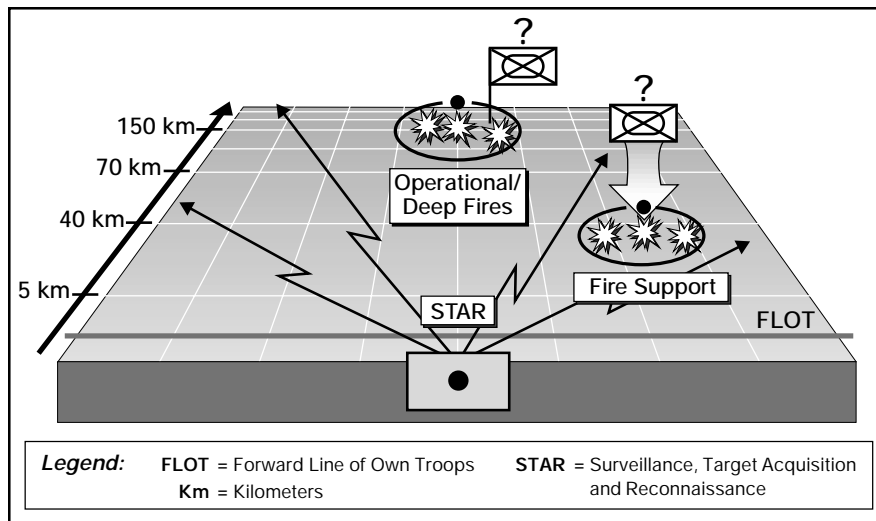 ?
?
150 km
70 km
40 km
5 km
Operational/
Deep Fires
Fire Support
STAR
FLOT
Legend:
FLOT = Forward Line of Own Troops
Km = Kilometers
STAR = Surveillance, Target Acquisition
and Reconnaissance